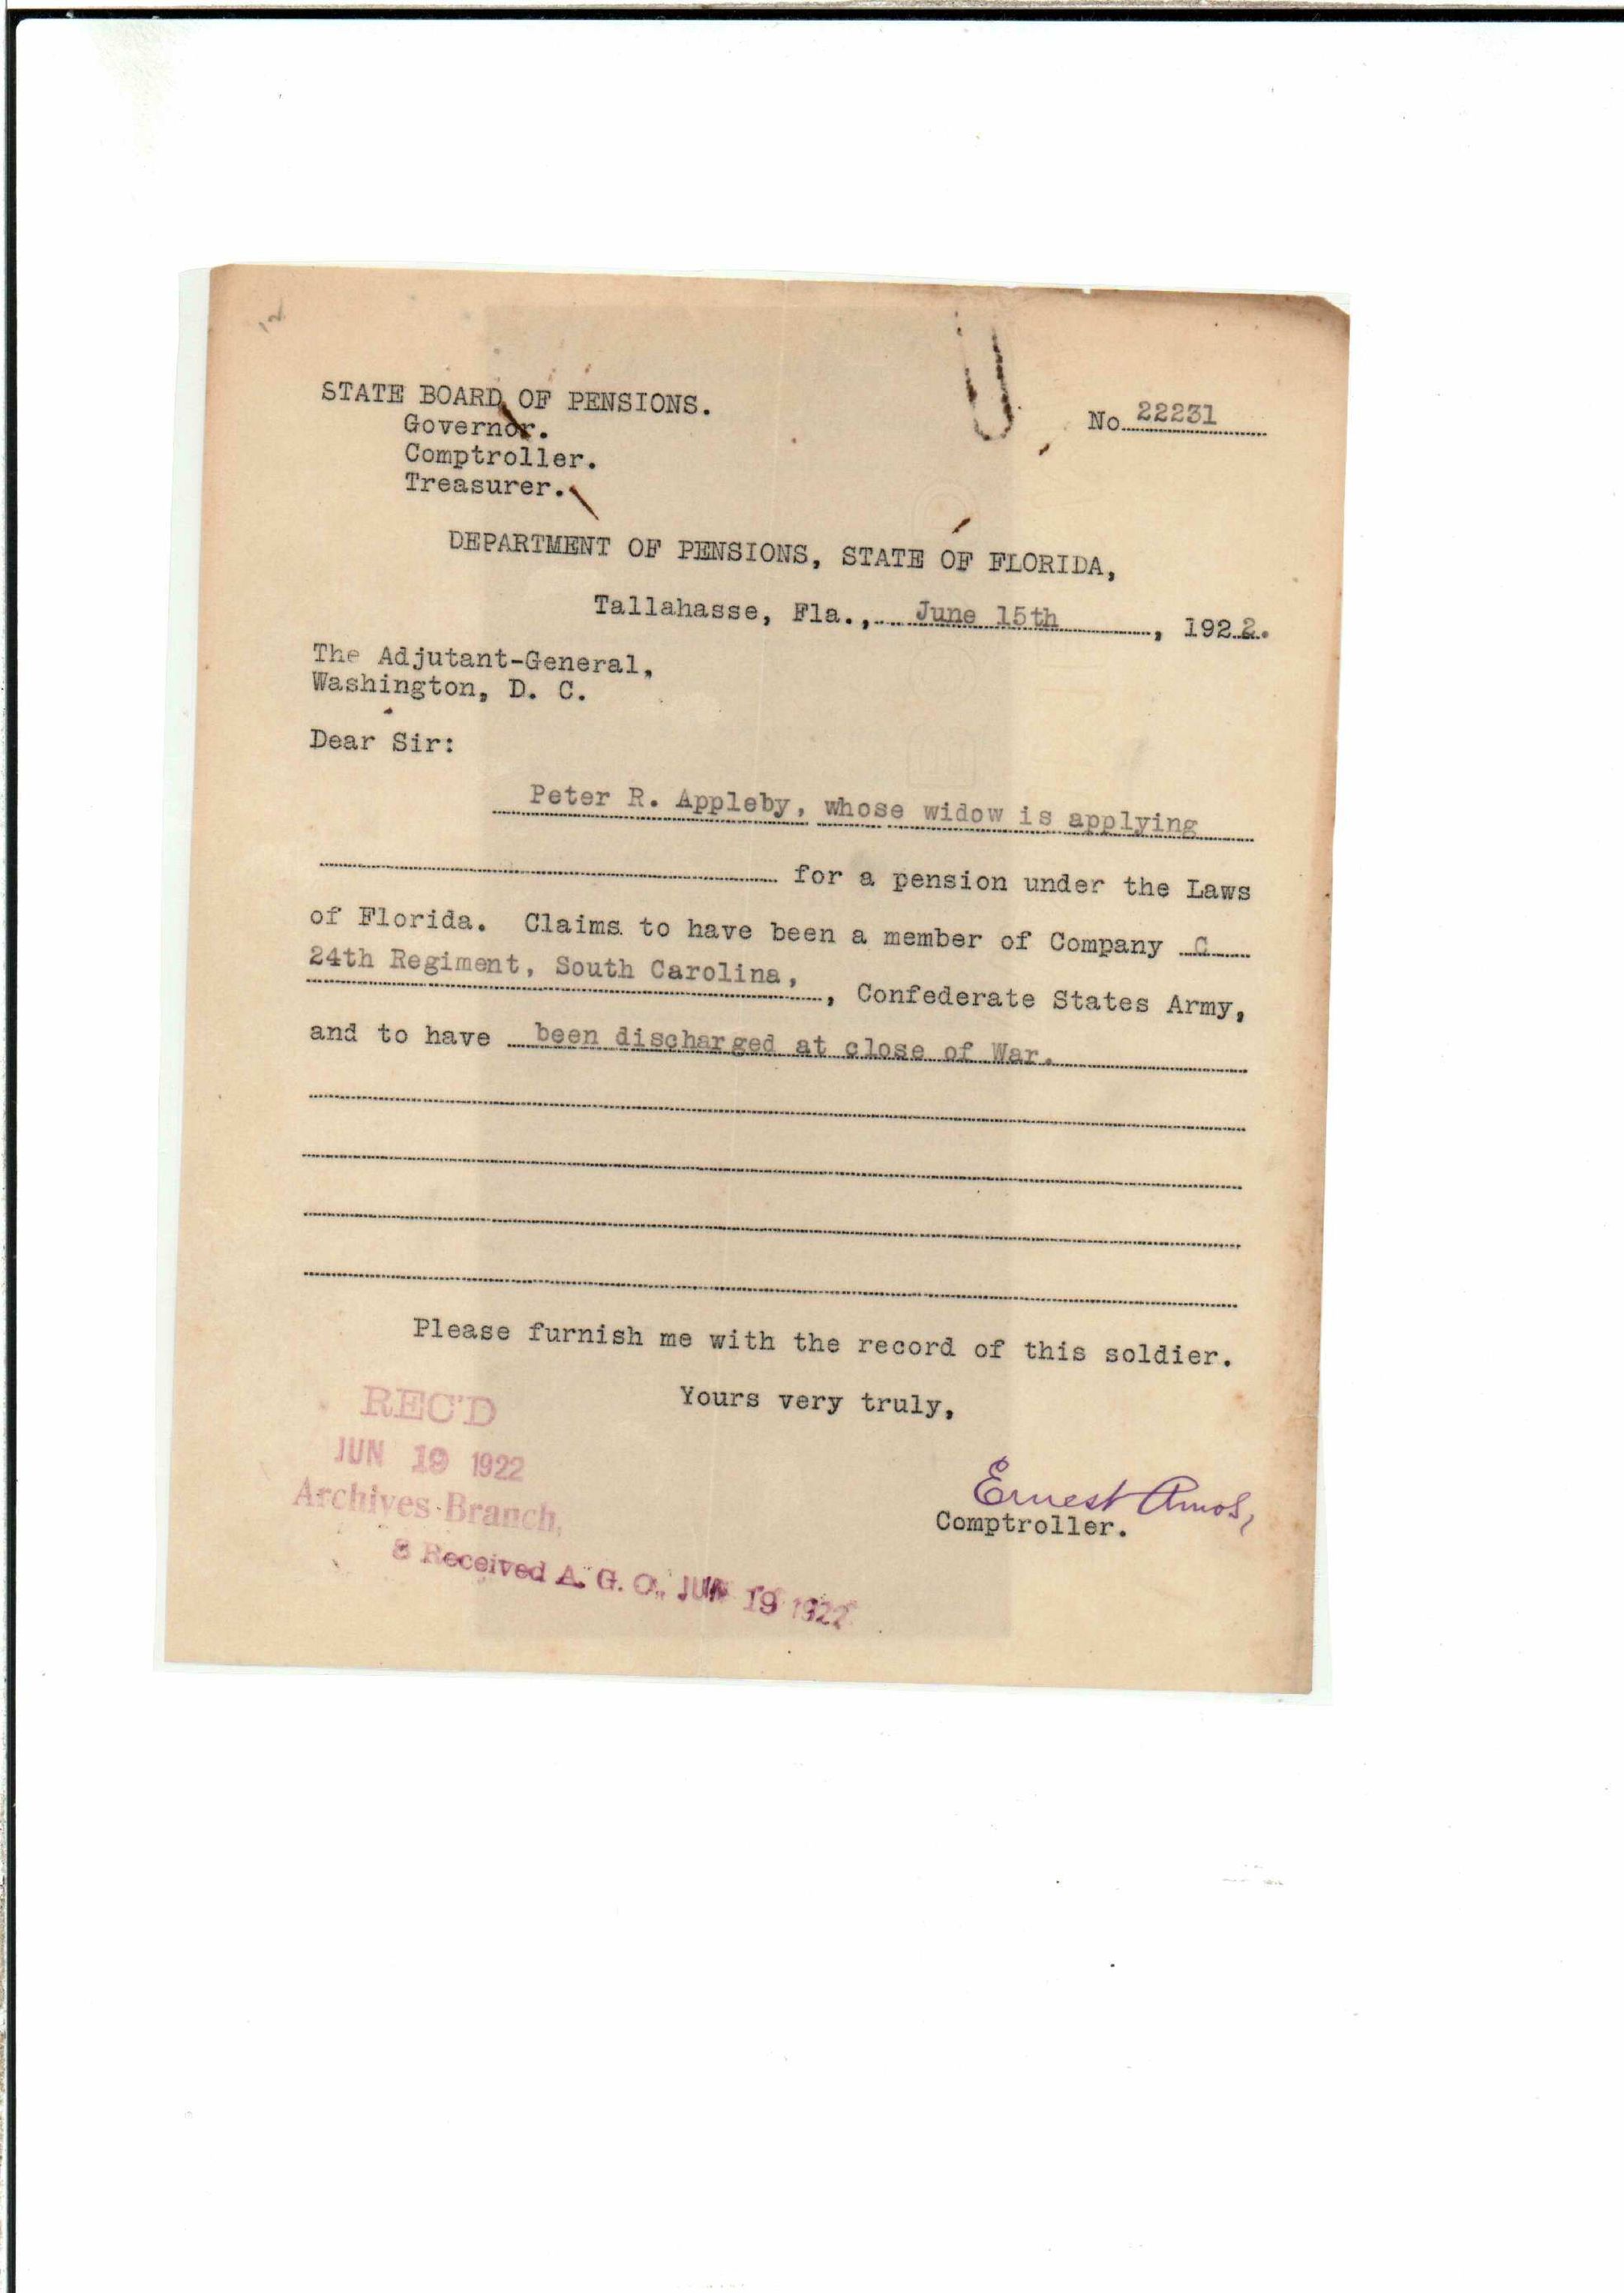 STATE BOARD OF PENSIONS.
Governor.
Comptroller.
Treasurer.
No. 22231
DEPARTMENT OF PENSIONS, STATE OF FLORIDA,
Tallahasse, Fla., June 15th, 1922.
The Adjutant-General,
Washington, D. C.
Dear Sir:
Peter R. Appleby, whose widow is applying
for a pension under the Laws
of Florida. Claims to have been a member of Company C
24th Regiment, South Carolina,
, Confederate States Army,
and to have been discharged at close of War.
Please furnish me with the record of this soldier.
Yours very truly,
Ernest Amos,
Comptroller.
REC'D
JUN 19 1922
Archives Branch,
8 Received A. G. O. JUN 19 1922